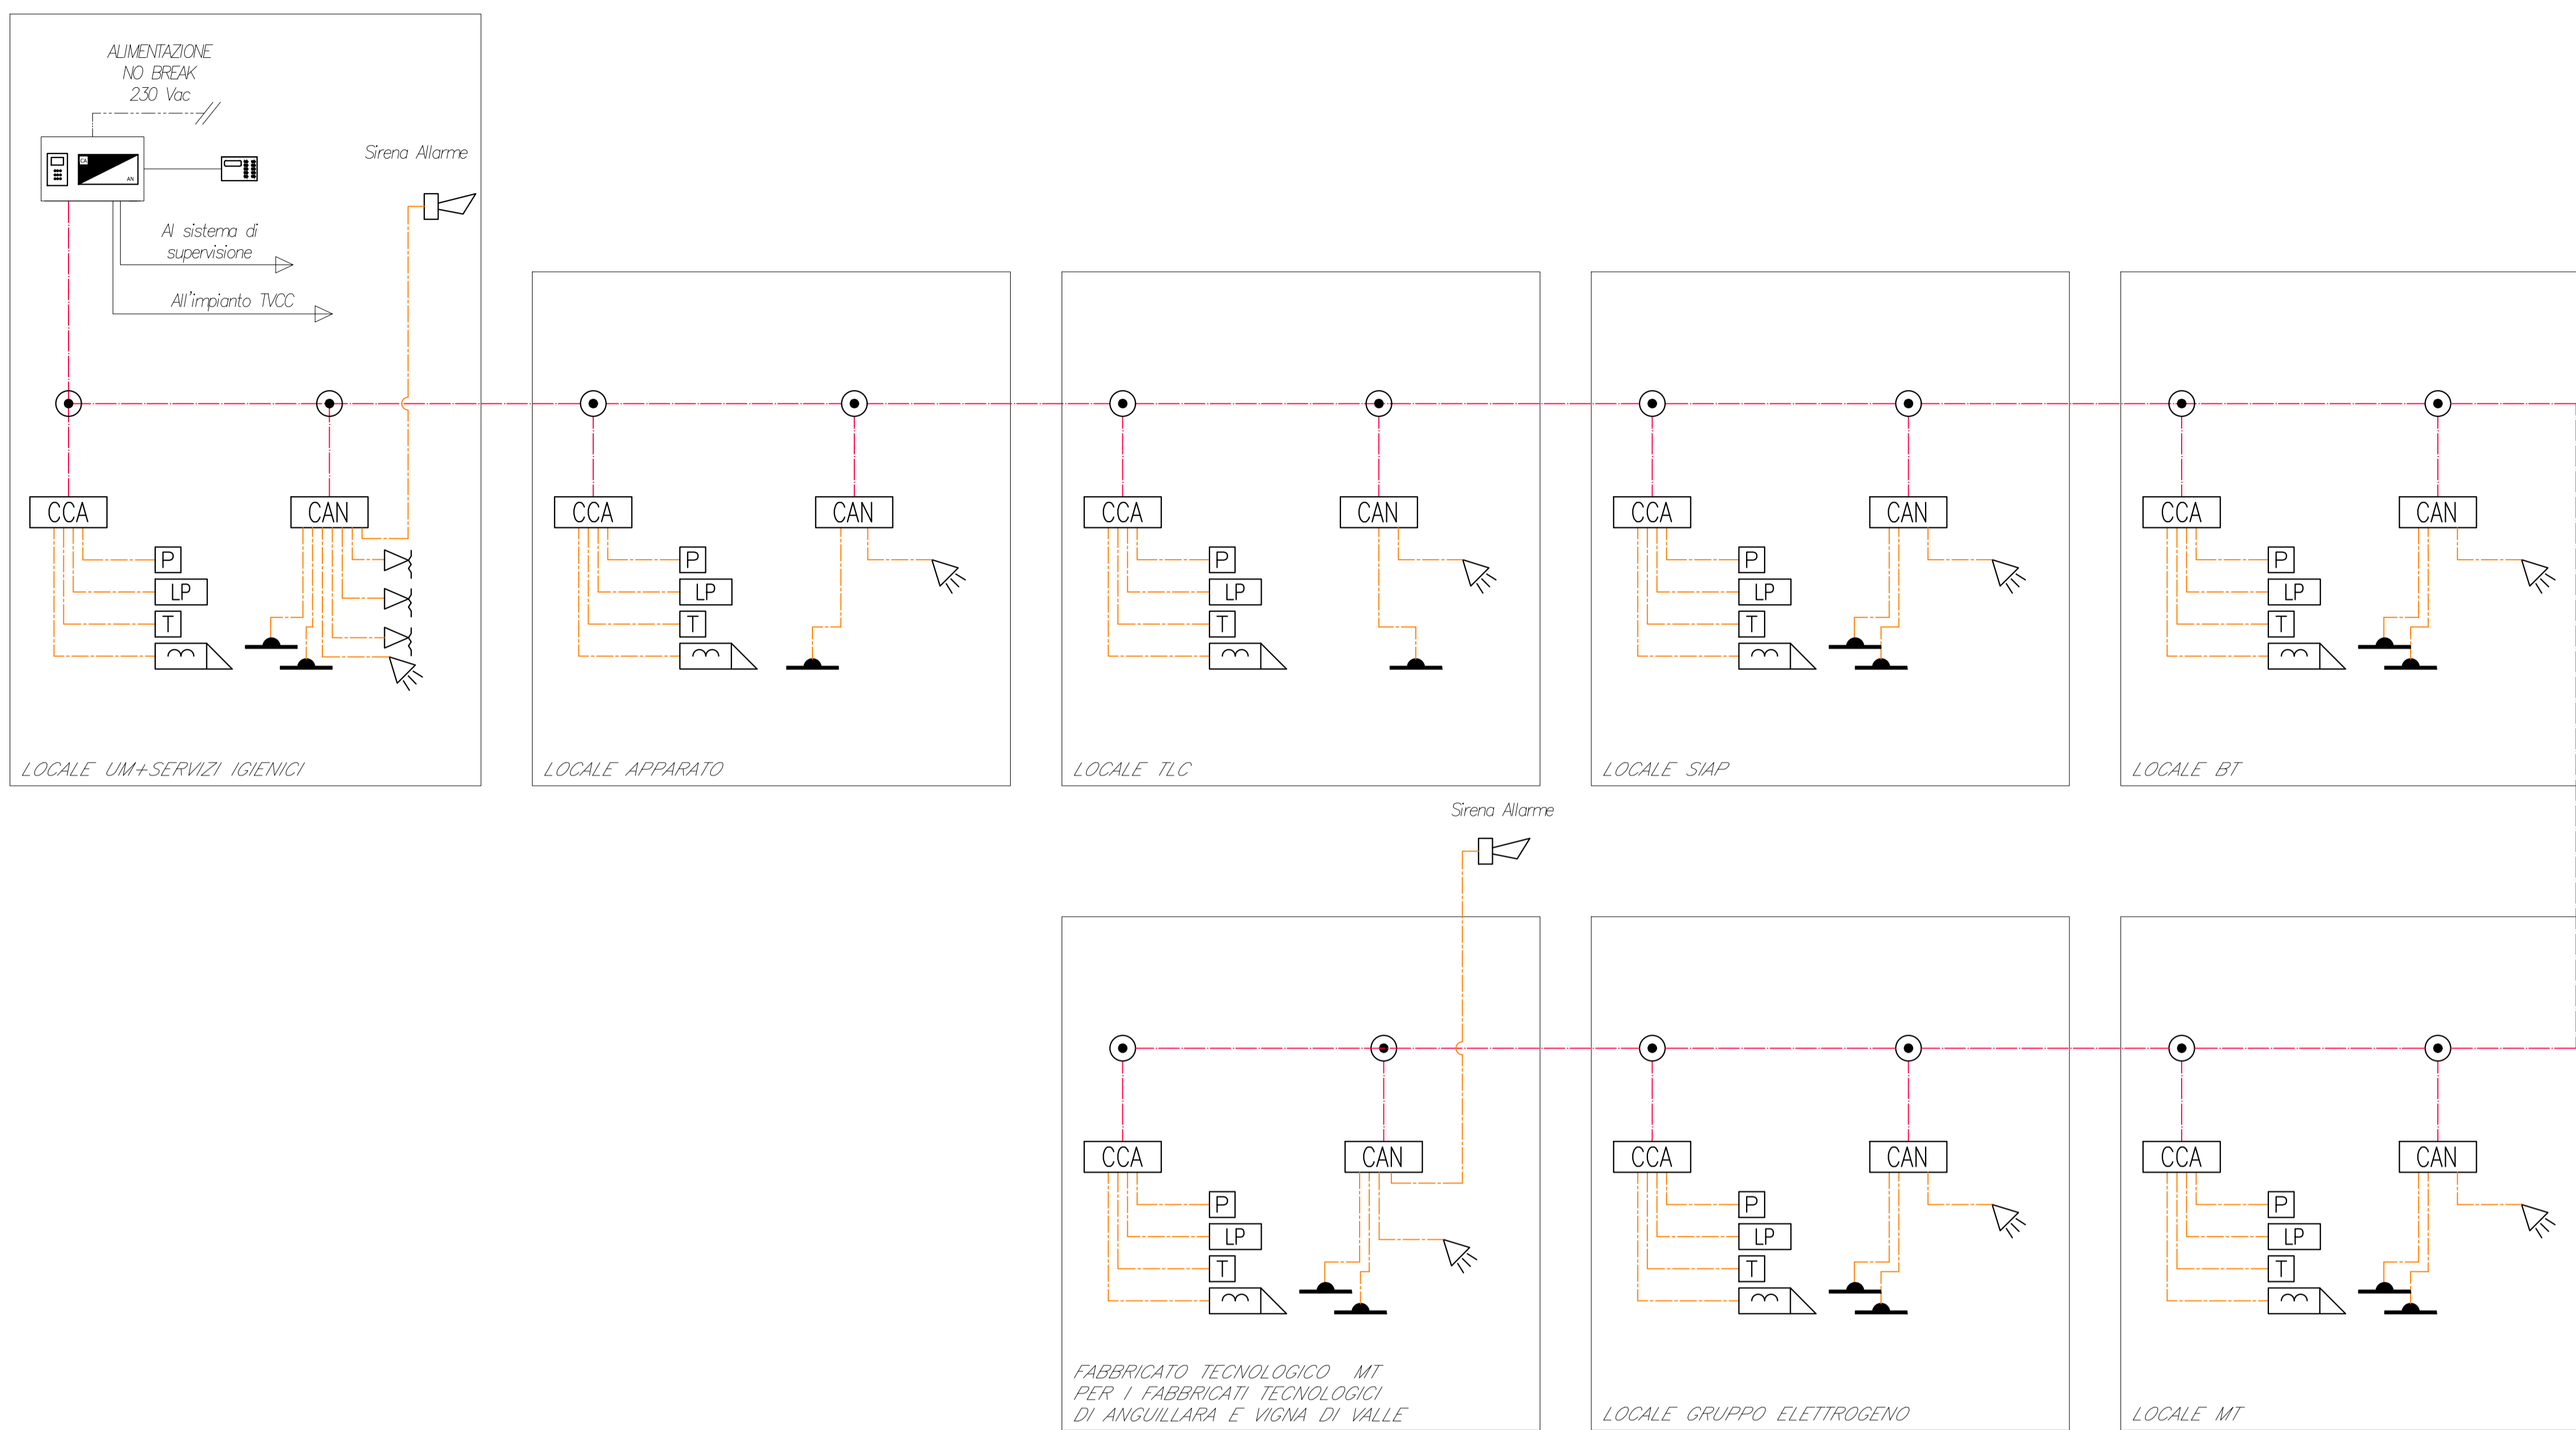 ALIMENTAZIONE
NO BREAK
230 Vac
CA
AN
Sirena Allarme
Al sistema di
supervisione
All'impianto TVCC
CCA
CAN
P
LP
T
LOCALE UM+SERVIZI IGIENICI
CCA
CAN
P
LP
T
LOCALE APPARATO
CCA
CAN
P
LP
T
LOCALE TLC
CCA
CAN
P
LP
T
LOCALE SIAP
CCA
CAN
P
LP
T
LOCALE BT
Sirena Allarme
CCA
CAN
P
LP
T
FABBRICATO TECNOLOGICO MT
PER I FABBRICATI TECNOLOGICI
DI ANGUILLARA E VIGNA DI VALLE
CCA
CAN
P
LP
T
LOCALE GRUPPO ELETTROGENO
CCA
CAN
P
LP
T
LOCALE MT